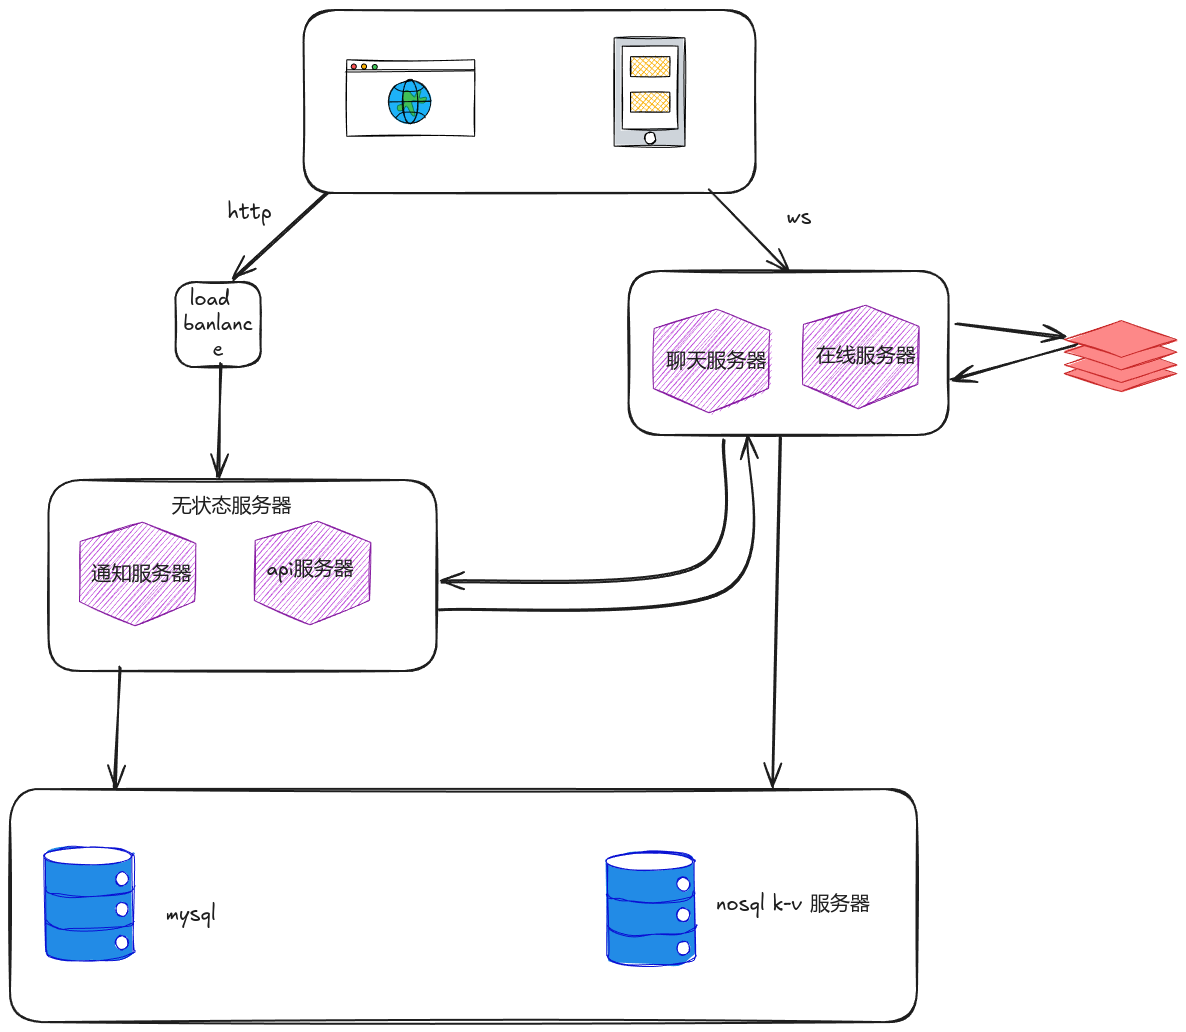 http
ws
load
banlanc
e
聊天服务器
在线服务器
无状态服务器
通知服务器
api服务器
mysql
nosql k-v 服务器